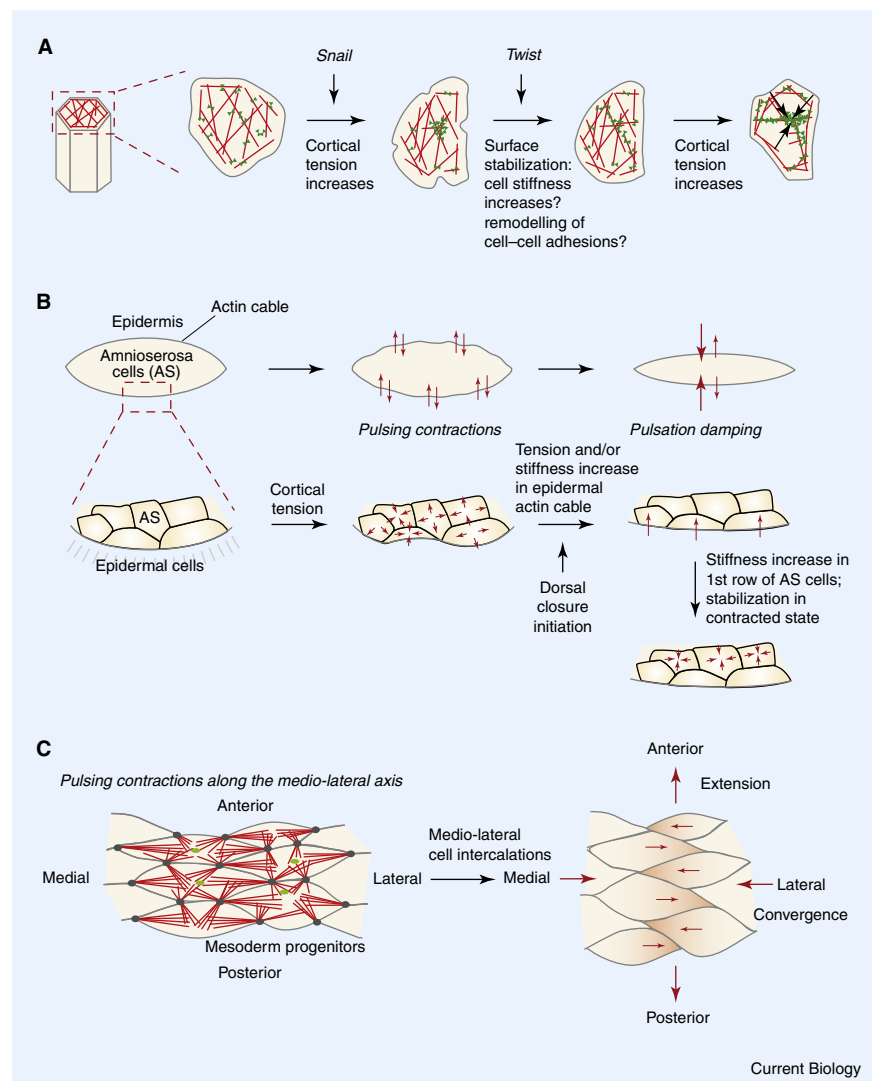 A
Snail
Cortical
tension
increases
Twist
Surface
stabilization:
cell stiffness
increases?
remodelling of
cell–cell adhesions?
Cortical
tension
increases
B
Epidermis
Actin cable
Amnioserosa
cells (AS)
Pulsing contractions
Pulsation damping
AS
Epidermal cells
Cortical
tension
Tension and/or
stiffness increase
in epidermal
actin cable
Dorsal
closure
initiation
Stiffness increase in
1st row of AS cells;
stabilization in
contracted state
C
Pulsing contractions along the medio-lateral axis
Anterior
Medial
Lateral
Mesoderm progenitors
Posterior
Medio-lateral
cell intercalations
Anterior
Extension
Medial
Lateral
Convergence
Posterior
Current Biology